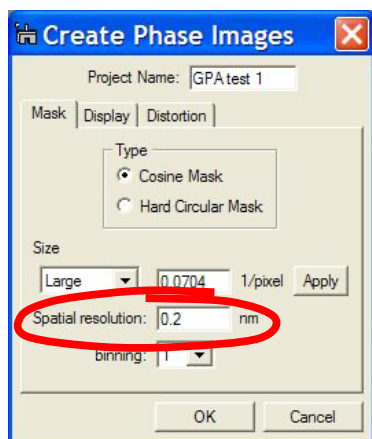 Create Phase Images
Project Name: GPA test 1
Mask Display Distortion
Type
Cosine Mask
Hard Circular Mask
Size
Large 0.0704 1/pixel Apply
Spatial resolution: 0.2 nm
binning: 1
OK Cancel